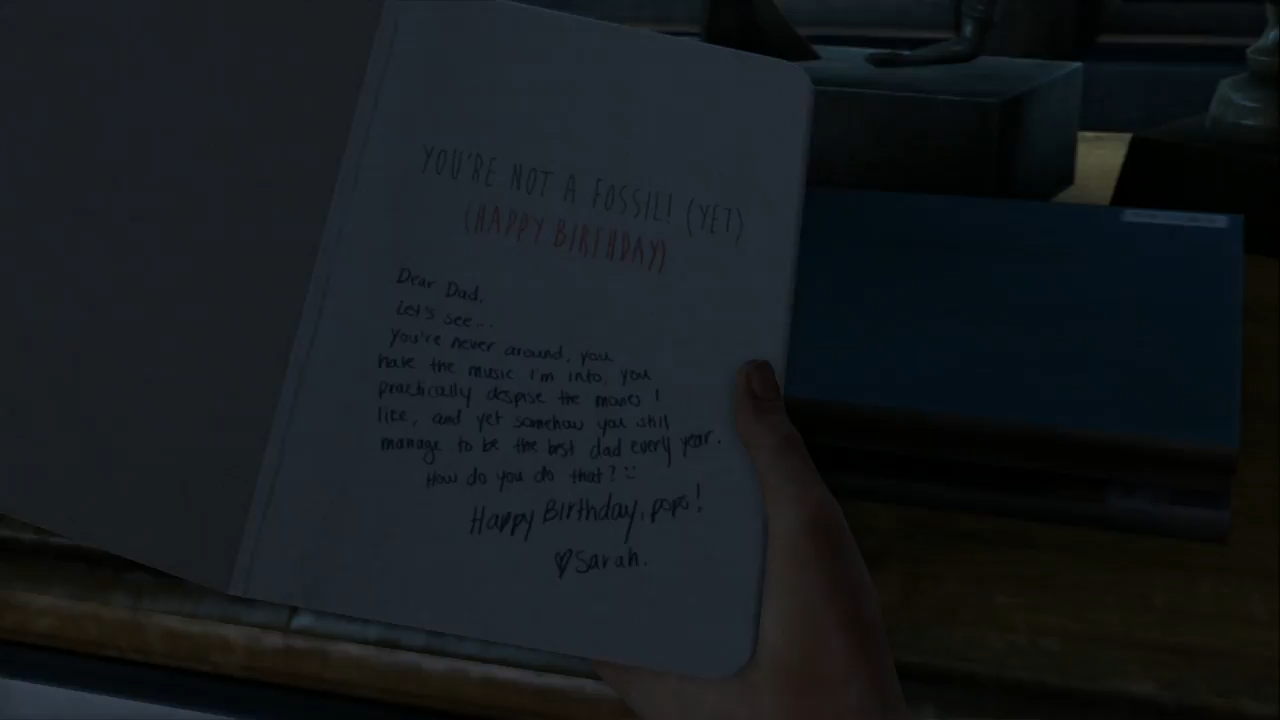 YOU'RE NOT A FOSSIL! (YET)
(HAPPY BIRTHDAY)
Dear Dad,
Let's see...
You're never around, you
hate the music I'm into, you
practically despise the movies I
like, and yet somehow you still
manage to be the best dad every year.
How do you do that? :)
Happy Birthday, pops!
♥Sarah.